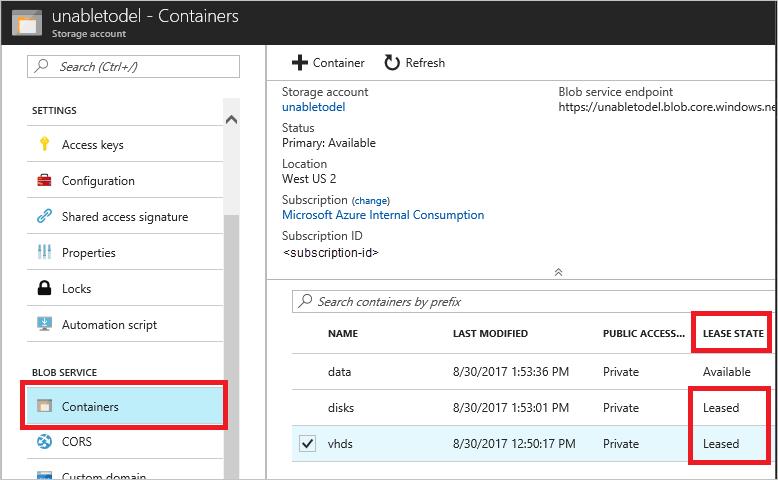 unabletodel - Containers
Storage account
Search (Ctrl+/)
SETTINGS
Access keys
Configuration
Shared access signature
Properties
Locks
Automation script
BLOB SERVICE
Containers
CORS
Custom domain
Container
Refresh
Storage account
unabletodel
Status
Primary: Available
Location
West US 2
Subscription (change)
Microsoft Azure Internal Consumption
Subscription ID
<subscription-id>
Blob service endpoint
https://unabletodel.blob.core.windows.ne
Search containers by prefix
NAME LAST MODIFIED PUBLIC ACCESS... LEASE STATE
data 8/30/2017 1:53:36 PM Private Available
disks 8/30/2017 1:53:01 PM Private Leased
vhds 8/30/2017 12:50:17 PM Private Leased